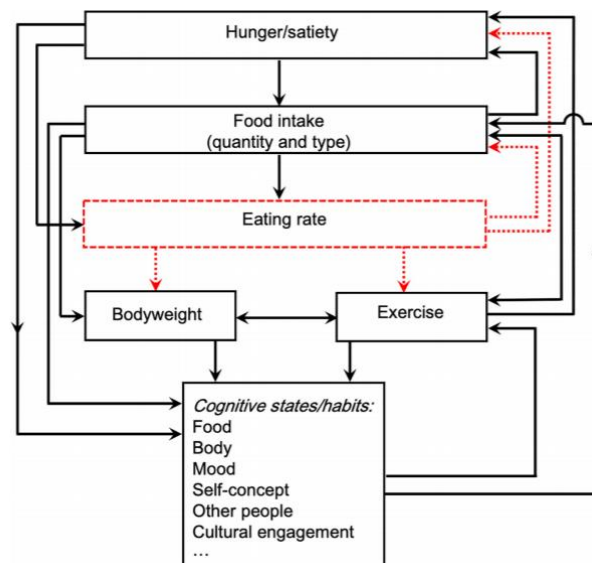 Hunger/satiety
Food intake
(quantity and type)
Eating rate
Bodyweight
Exercise
Cognitive states/habits:
Food
Body
Mood
Self-concept
Other people
Cultural engagement
...